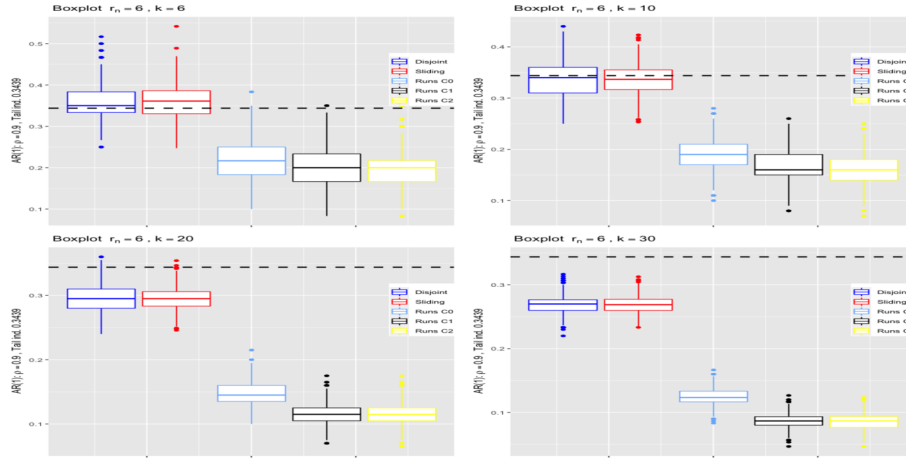 Boxplot rₙ = 6 , k = 6
AR(1): ρ = 0.9 , Tail ind. 0.3439
0.5
0.4
0.3
0.2
0.1
Disjoint
Sliding
Runs C0
Runs C1
Runs C2
Boxplot rₙ = 6 , k = 10
AR(1): ρ = 0.9 , Tail ind. 0.3439
0.4
0.3
0.2
0.1
Disjoint
Sliding
Runs C
Runs C
Runs C
Boxplot rₙ = 6 , k = 20
AR(1): ρ = 0.9 , Tail ind. 0.3439
0.3
0.2
0.1
Disjoint
Sliding
Runs C0
Runs C1
Runs C2
Boxplot rₙ = 6 , k = 30
AR(1): ρ = 0.9 , Tail ind. 0.3439
0.3
0.2
0.1
Disjoint
Sliding
Runs C
Runs C
Runs C